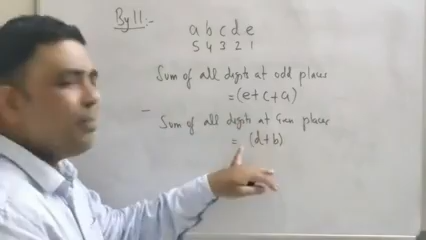 By 11:-
a b c d e
5 4 3 2 1
Sum of all digits at odd places
= (e+c+a)
-
Sum of all digits at Even places
= (d+b)